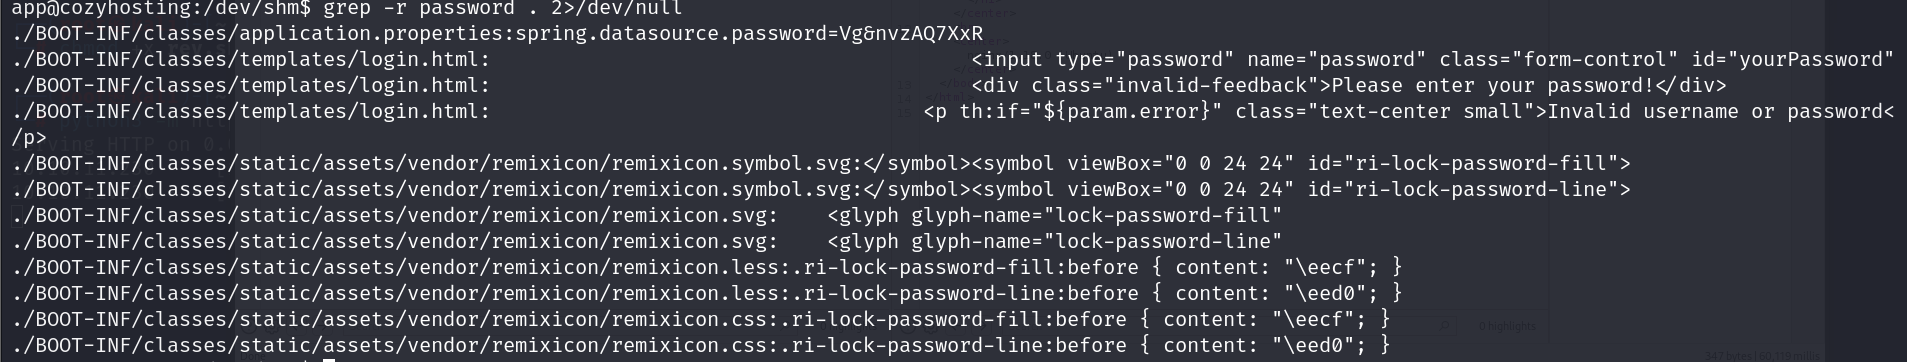 app@cozyhosting:/dev/shm$ grep -r password . 2>/dev/null
./BOOT-INF/classes/application.properties:spring.datasource.password=Vg&nvzAQ7XxR
./BOOT-INF/classes/templates/login.html:                                        <input type="password" name="password" class="form-control" id="yourPassword"
./BOOT-INF/classes/templates/login.html:                                        <div class="invalid-feedback">Please enter your password!</div>
./BOOT-INF/classes/templates/login.html:                                    <p th:if="${param.error}" class="text-center small">Invalid username or password<
/p>
./BOOT-INF/classes/static/assets/vendor/remixicon/remixicon.symbol.svg:</symbol><symbol viewBox="0 0 24 24" id="ri-lock-password-fill">
./BOOT-INF/classes/static/assets/vendor/remixicon/remixicon.symbol.svg:</symbol><symbol viewBox="0 0 24 24" id="ri-lock-password-line">
./BOOT-INF/classes/static/assets/vendor/remixicon/remixicon.svg:    <glyph glyph-name="lock-password-fill"
./BOOT-INF/classes/static/assets/vendor/remixicon/remixicon.svg:    <glyph glyph-name="lock-password-line"
./BOOT-INF/classes/static/assets/vendor/remixicon/remixicon.less:.ri-lock-password-fill:before { content: "\eecf"; }
./BOOT-INF/classes/static/assets/vendor/remixicon/remixicon.less:.ri-lock-password-line:before { content: "\eed0"; }
./BOOT-INF/classes/static/assets/vendor/remixicon/remixicon.css:.ri-lock-password-fill:before { content: "\eecf"; }
./BOOT-INF/classes/static/assets/vendor/remixicon/remixicon.css:.ri-lock-password-line:before { content: "\eed0"; }
0 highlights